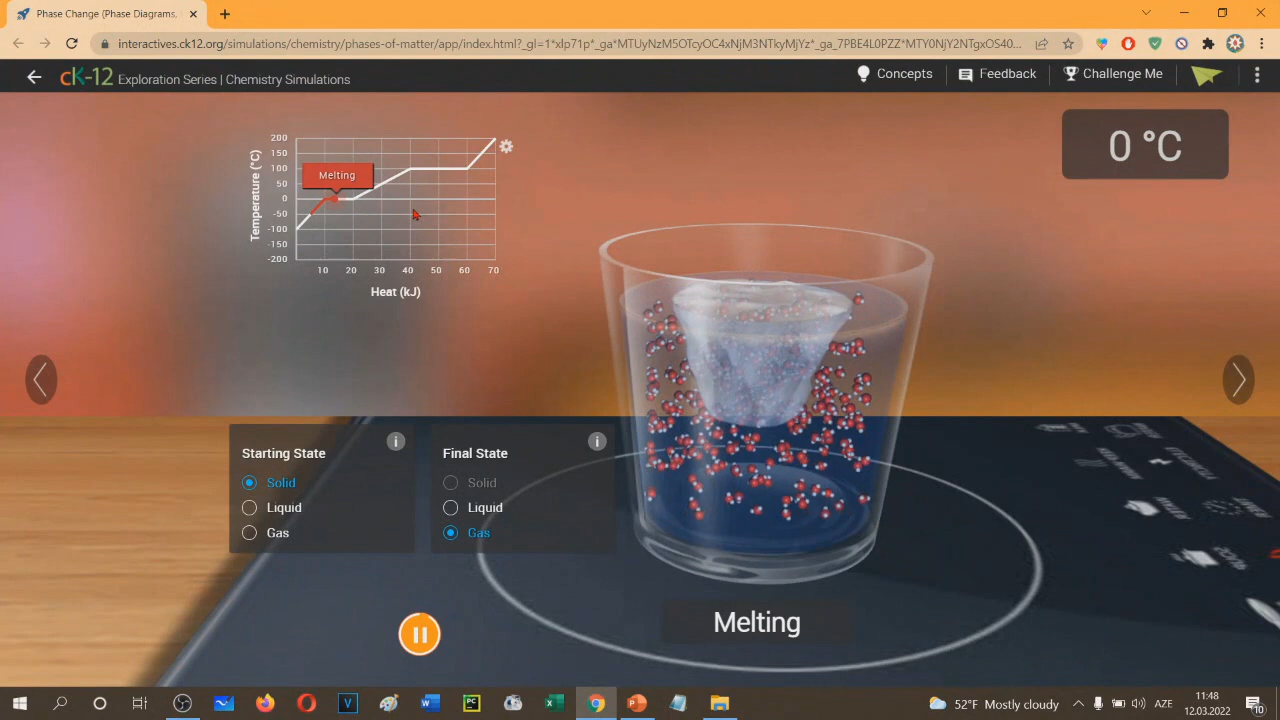 Phase Change (Phase Diagrams,
interactives.ck12.org/simulations/chemistry/phases-of-matter/app/index.html?_gl=1*xlp71p*_ga*MTUyNzM5OTcyOC4xNjM3NTkyMjYz*_ga_7PBE4L0PZZ*MTY0NjY2NTgxOS40...
cK-12 Exploration Series | Chemistry Simulations
Concepts
Feedback
Challenge Me
0 °C
Temperature (°C)
200
150
100
50
0
-50
-100
-150
-200
Melting
10 20 30 40 50 60 70
Heat (kJ)
Starting State
Solid
Liquid
Gas
Final State
Solid
Liquid
Gas
Melting
52°F Mostly cloudy
AZE
11:48
12.03.2022
10